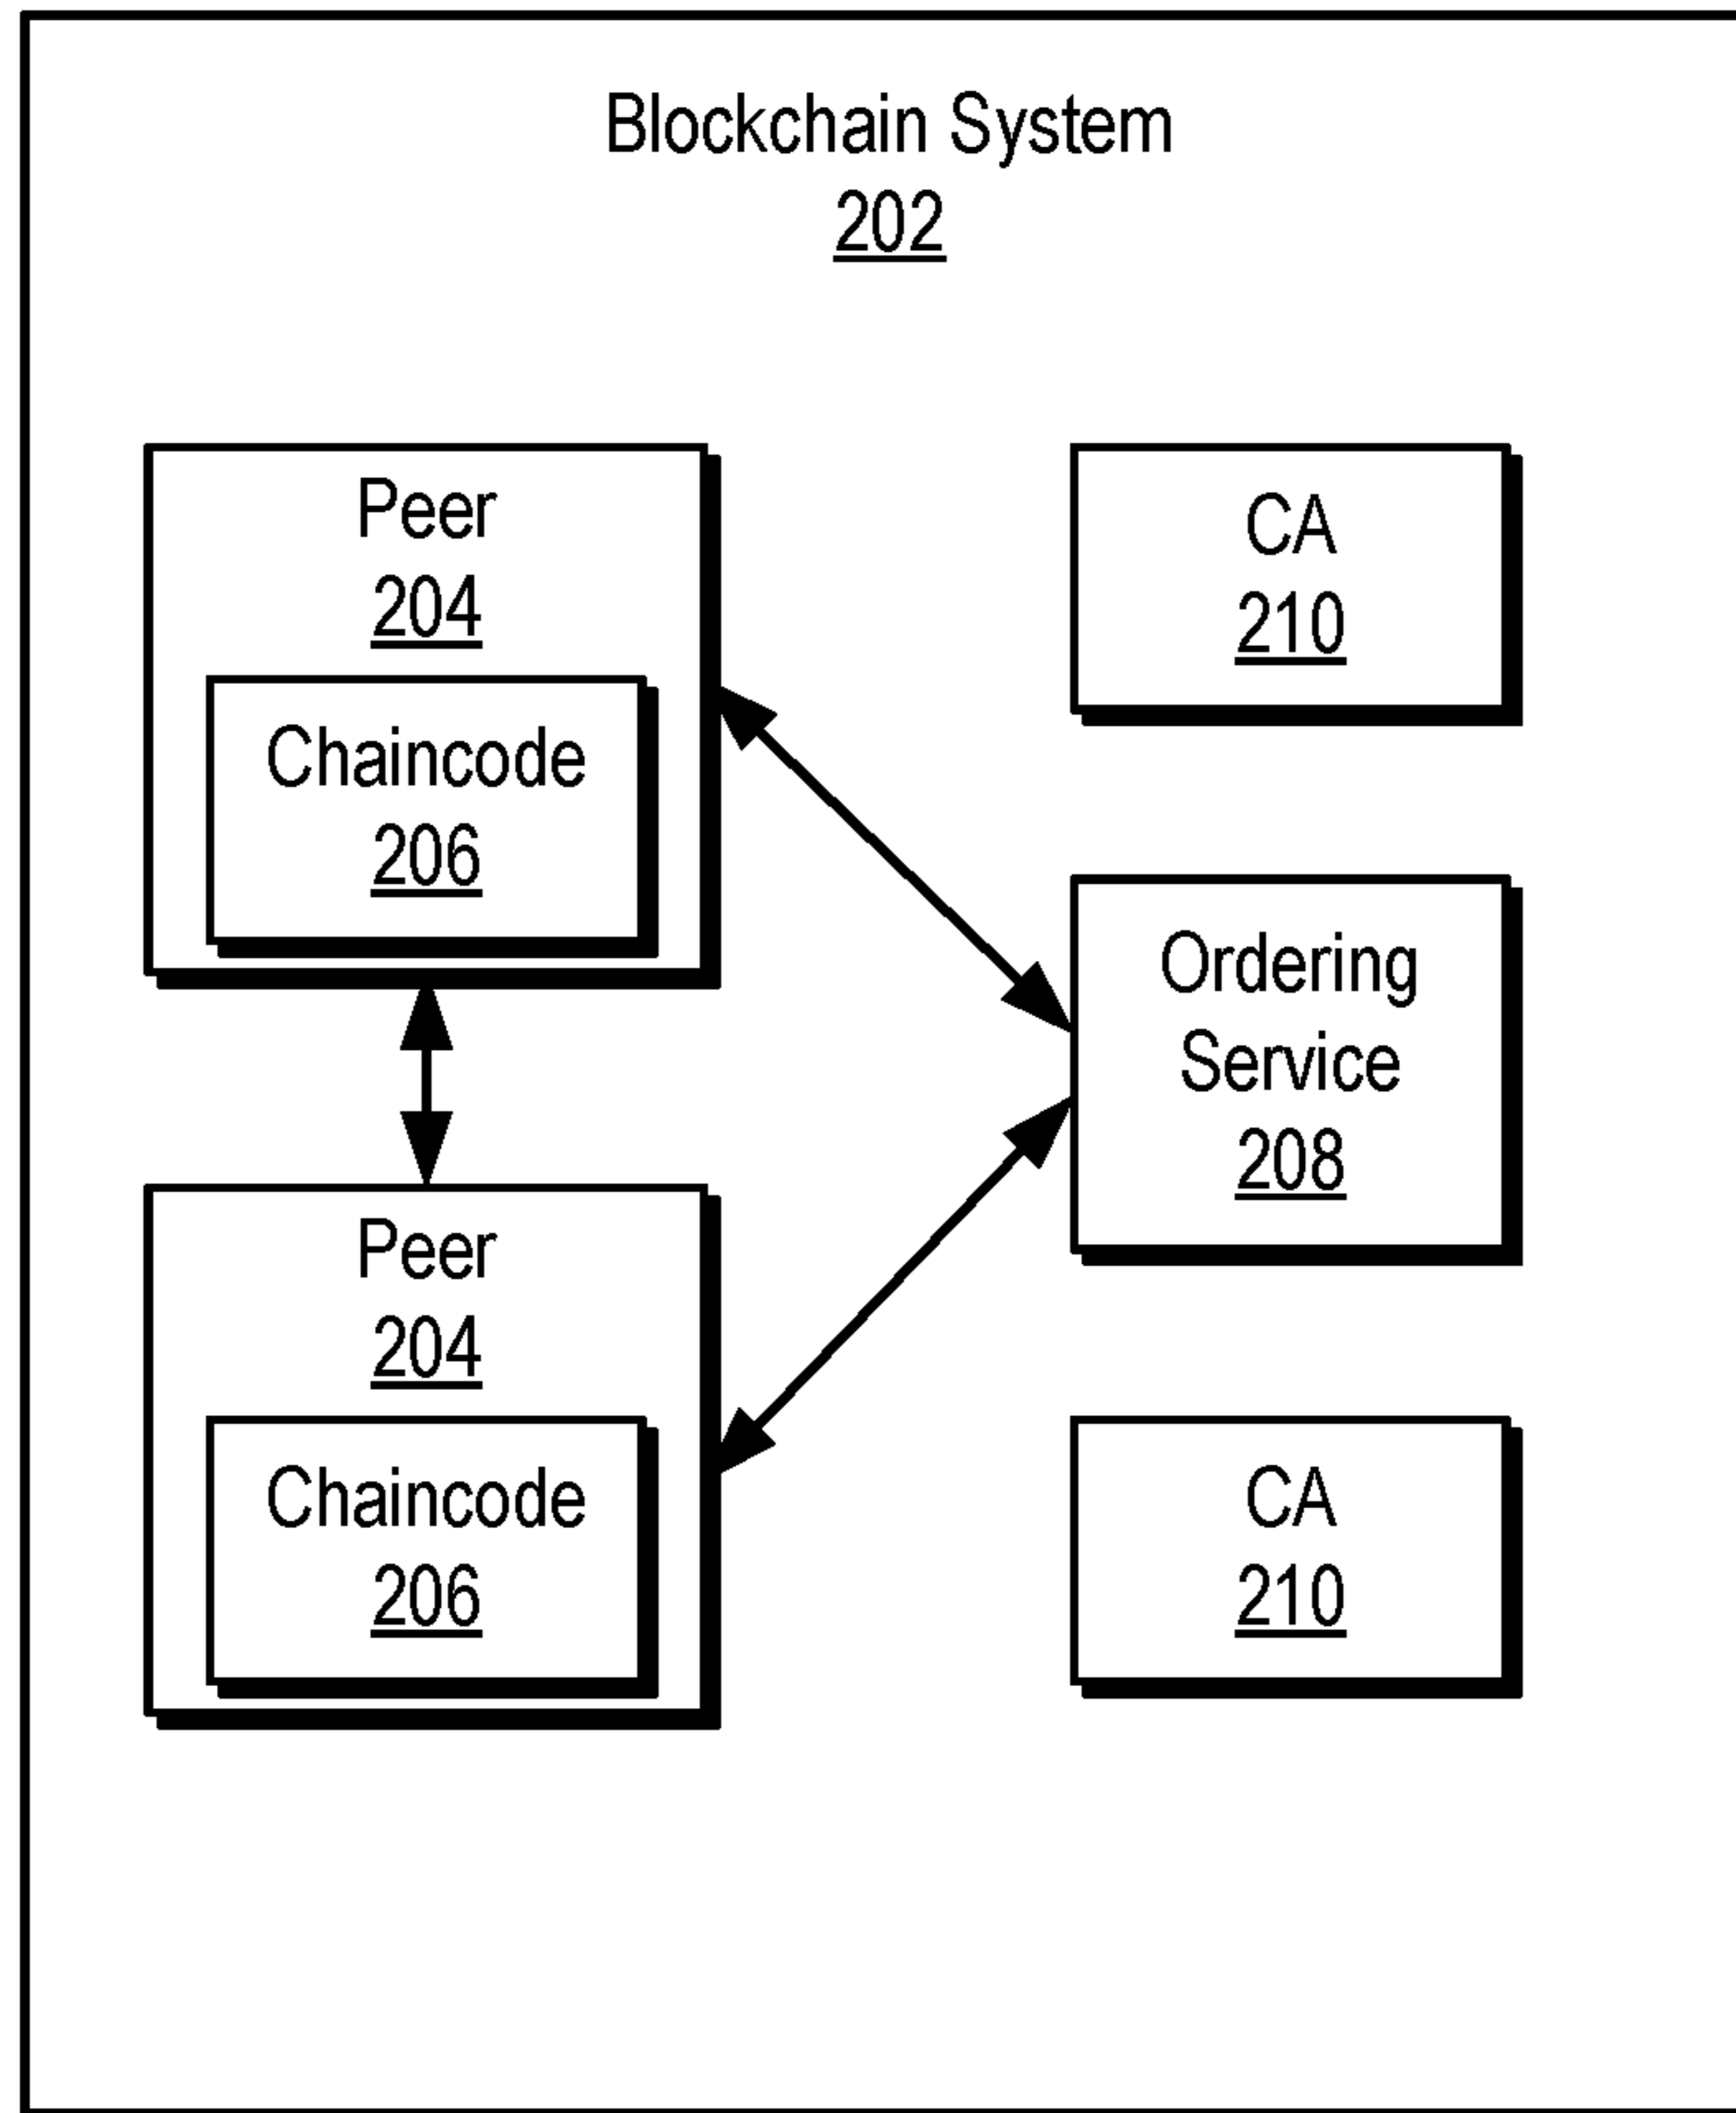 Blockchain System
202
Peer
204
Chaincode
206
CA
210
Ordering
Service
208
Peer
204
Chaincode
206
CA
210